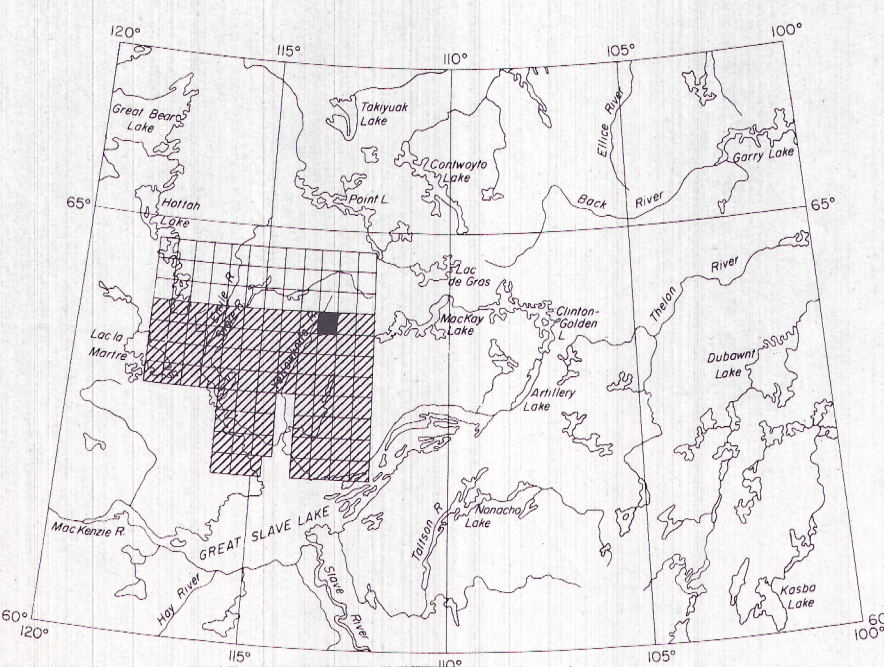 120°
115°
110°
105°
100°
Great Bear
Lake
Takiyuak
Lake
Ellice River
Contwoyto
Lake
Garry Lake
Hottah
Lake
Point L.
Back
River
65°
65°
Lac
de Gras
Thelon
River
Emile R.
Snare R.
Yellowknife R.
MacKay
Lake
Clinton-
Golden
L.
Lac la
Martre
Dubawnt
Lake
Artillery
Lake
MacKenzie R.
GREAT SLAVE LAKE
Taltson R.
Nonacho
Lake
Hay River
Slave
River
Kasba
Lake
60°
120°
115°
110°
105°
60
100°